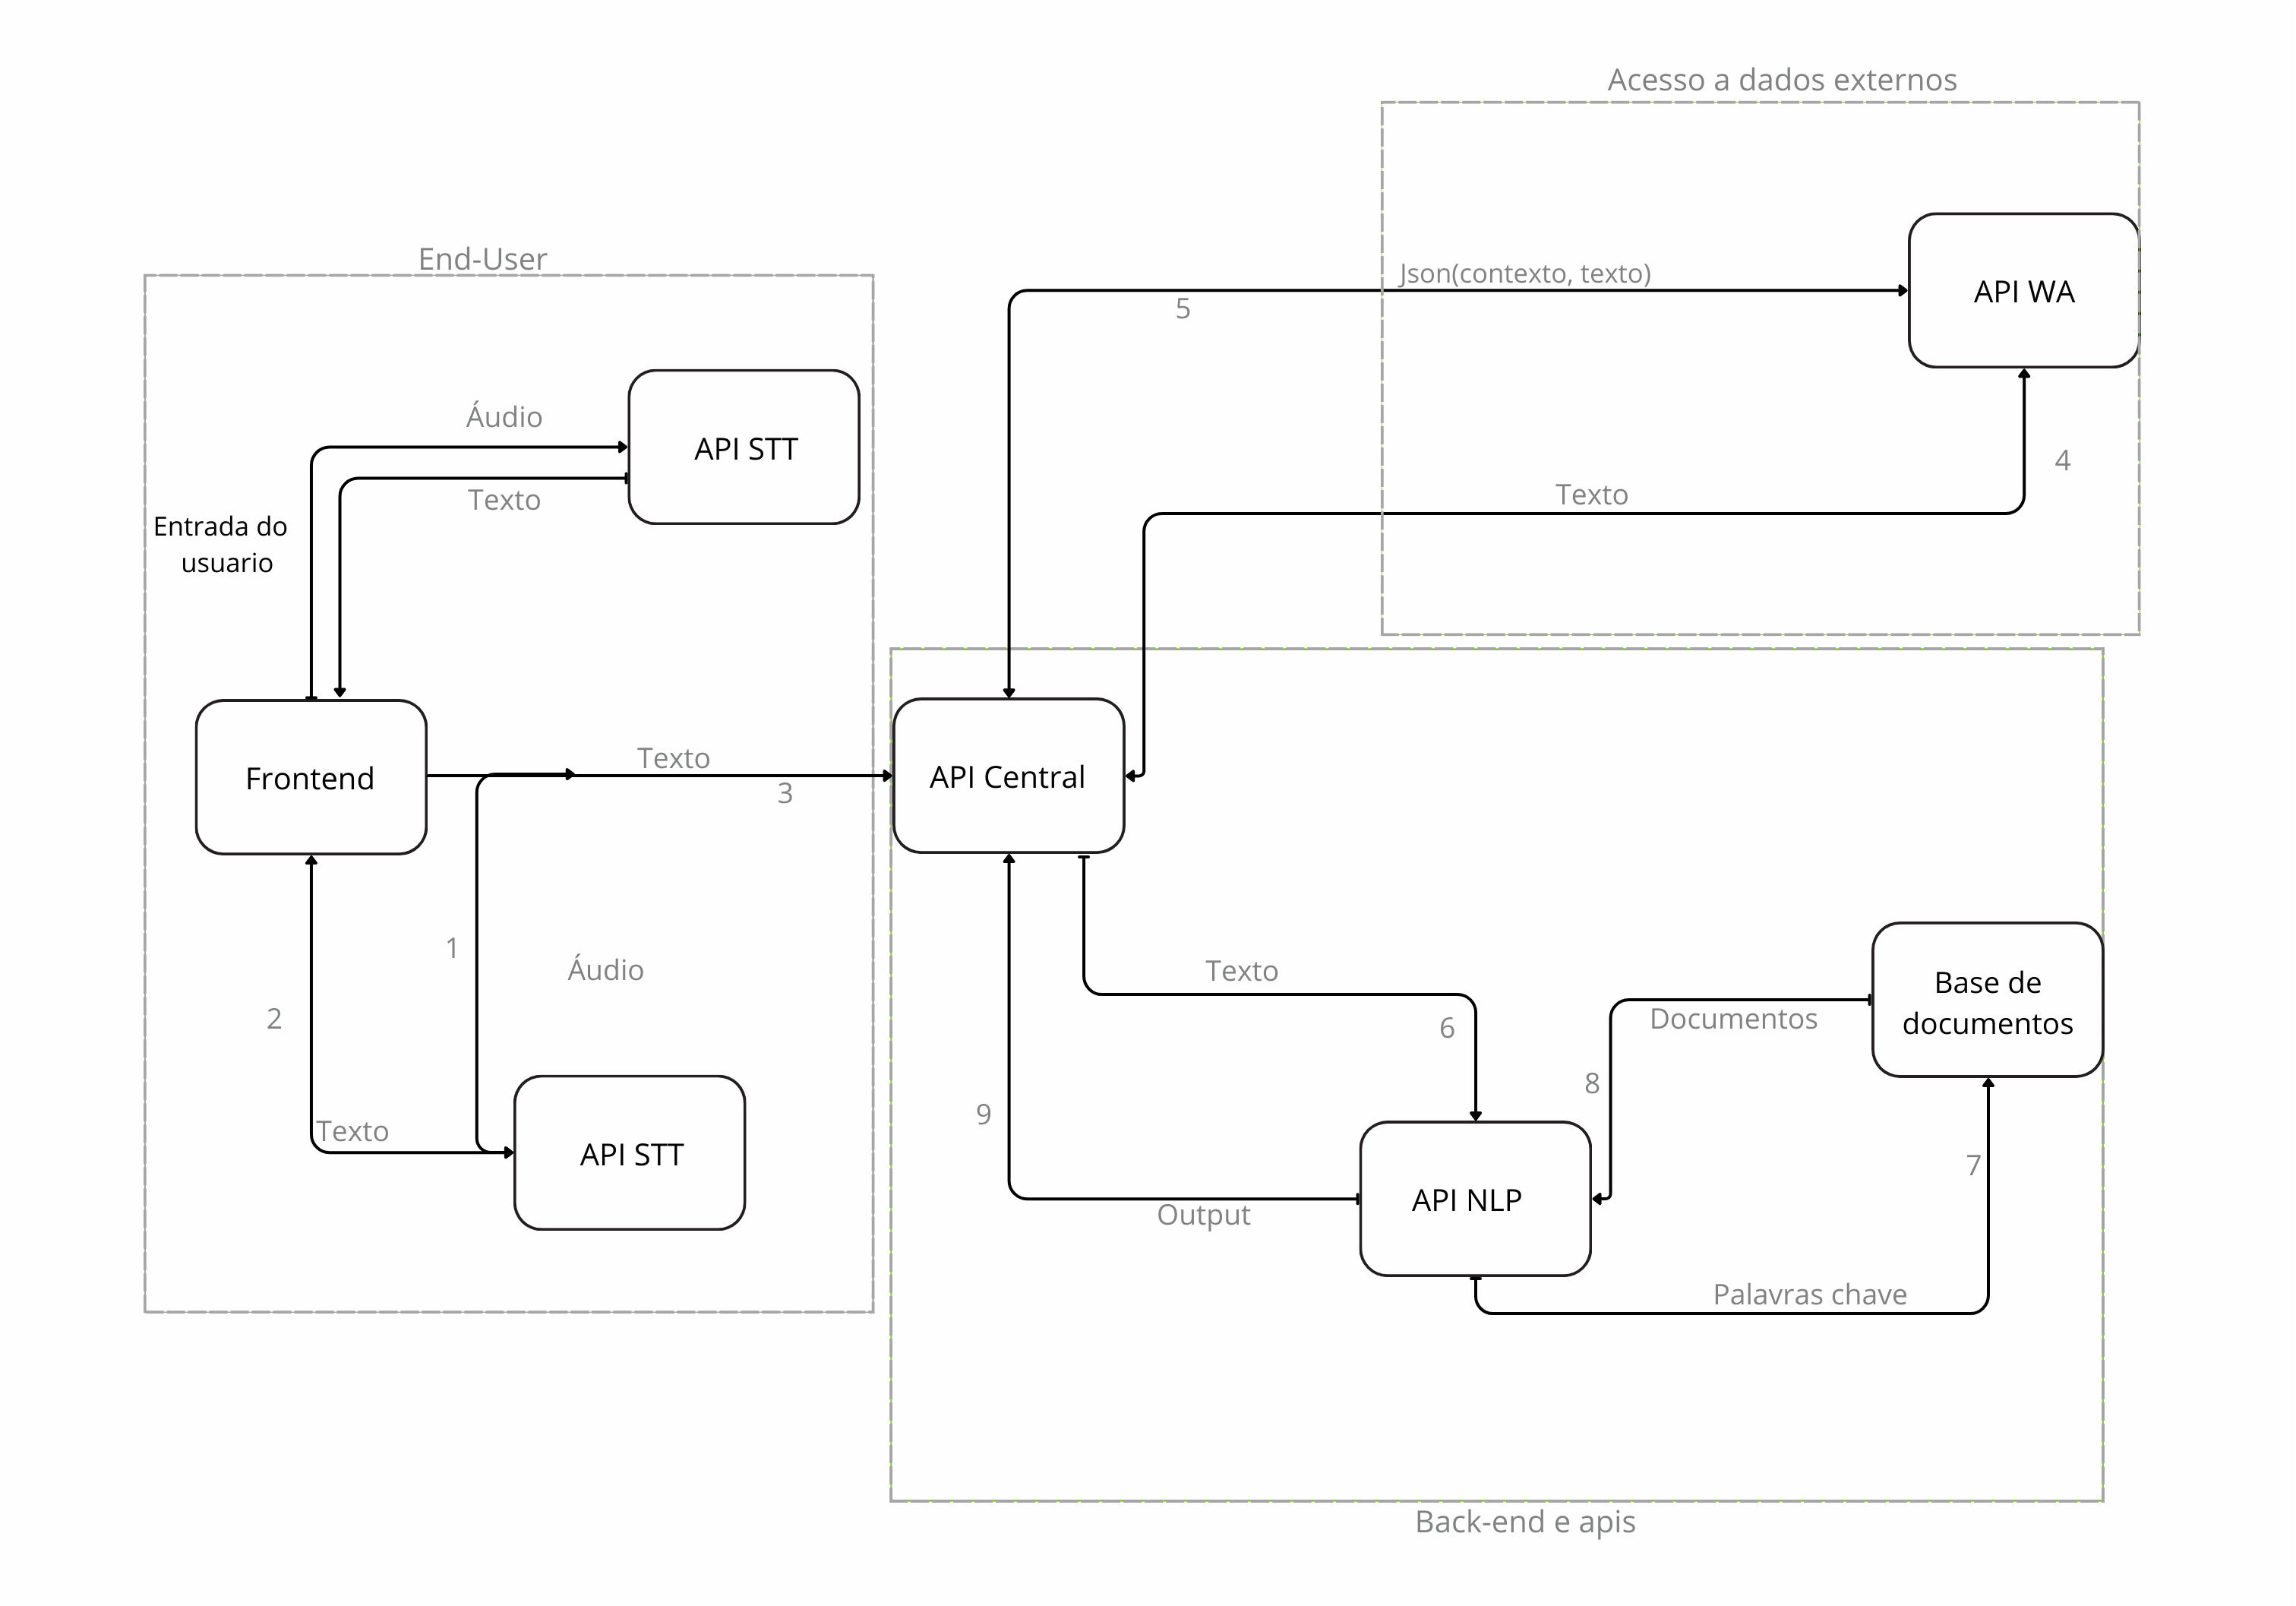 Acesso a dados externos
End-User
Json(contexto, texto)
5
API WA
Áudio
API STT
Texto
4
Texto
Entrada do
usuario
Frontend
Texto
3
API Central
1
Áudio
2
Texto
API STT
Texto
6
Base de
documentos
Documentos
8
9
7
API NLP
Output
Palavras chave
Back-end e apis